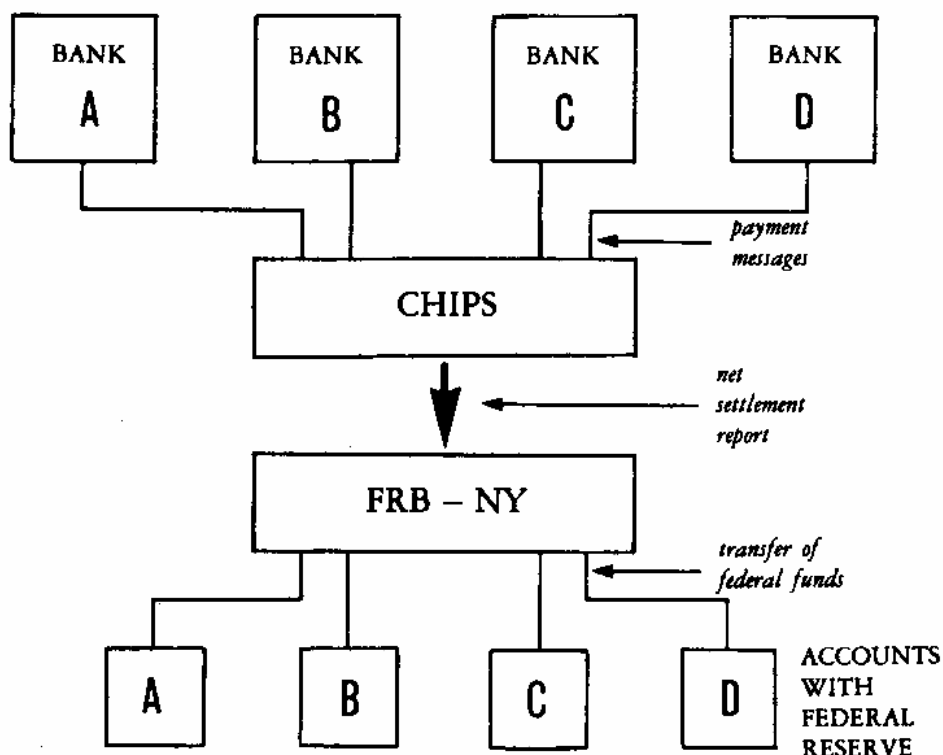 BANK
A
BANK
B
BANK
C
BANK
D
payment
messages
CHIPS
net
settlement
report
FRB – NY
transfer of
federal funds
A
B
C
D
ACCOUNTS
WITH
FEDERAL
RESERVE